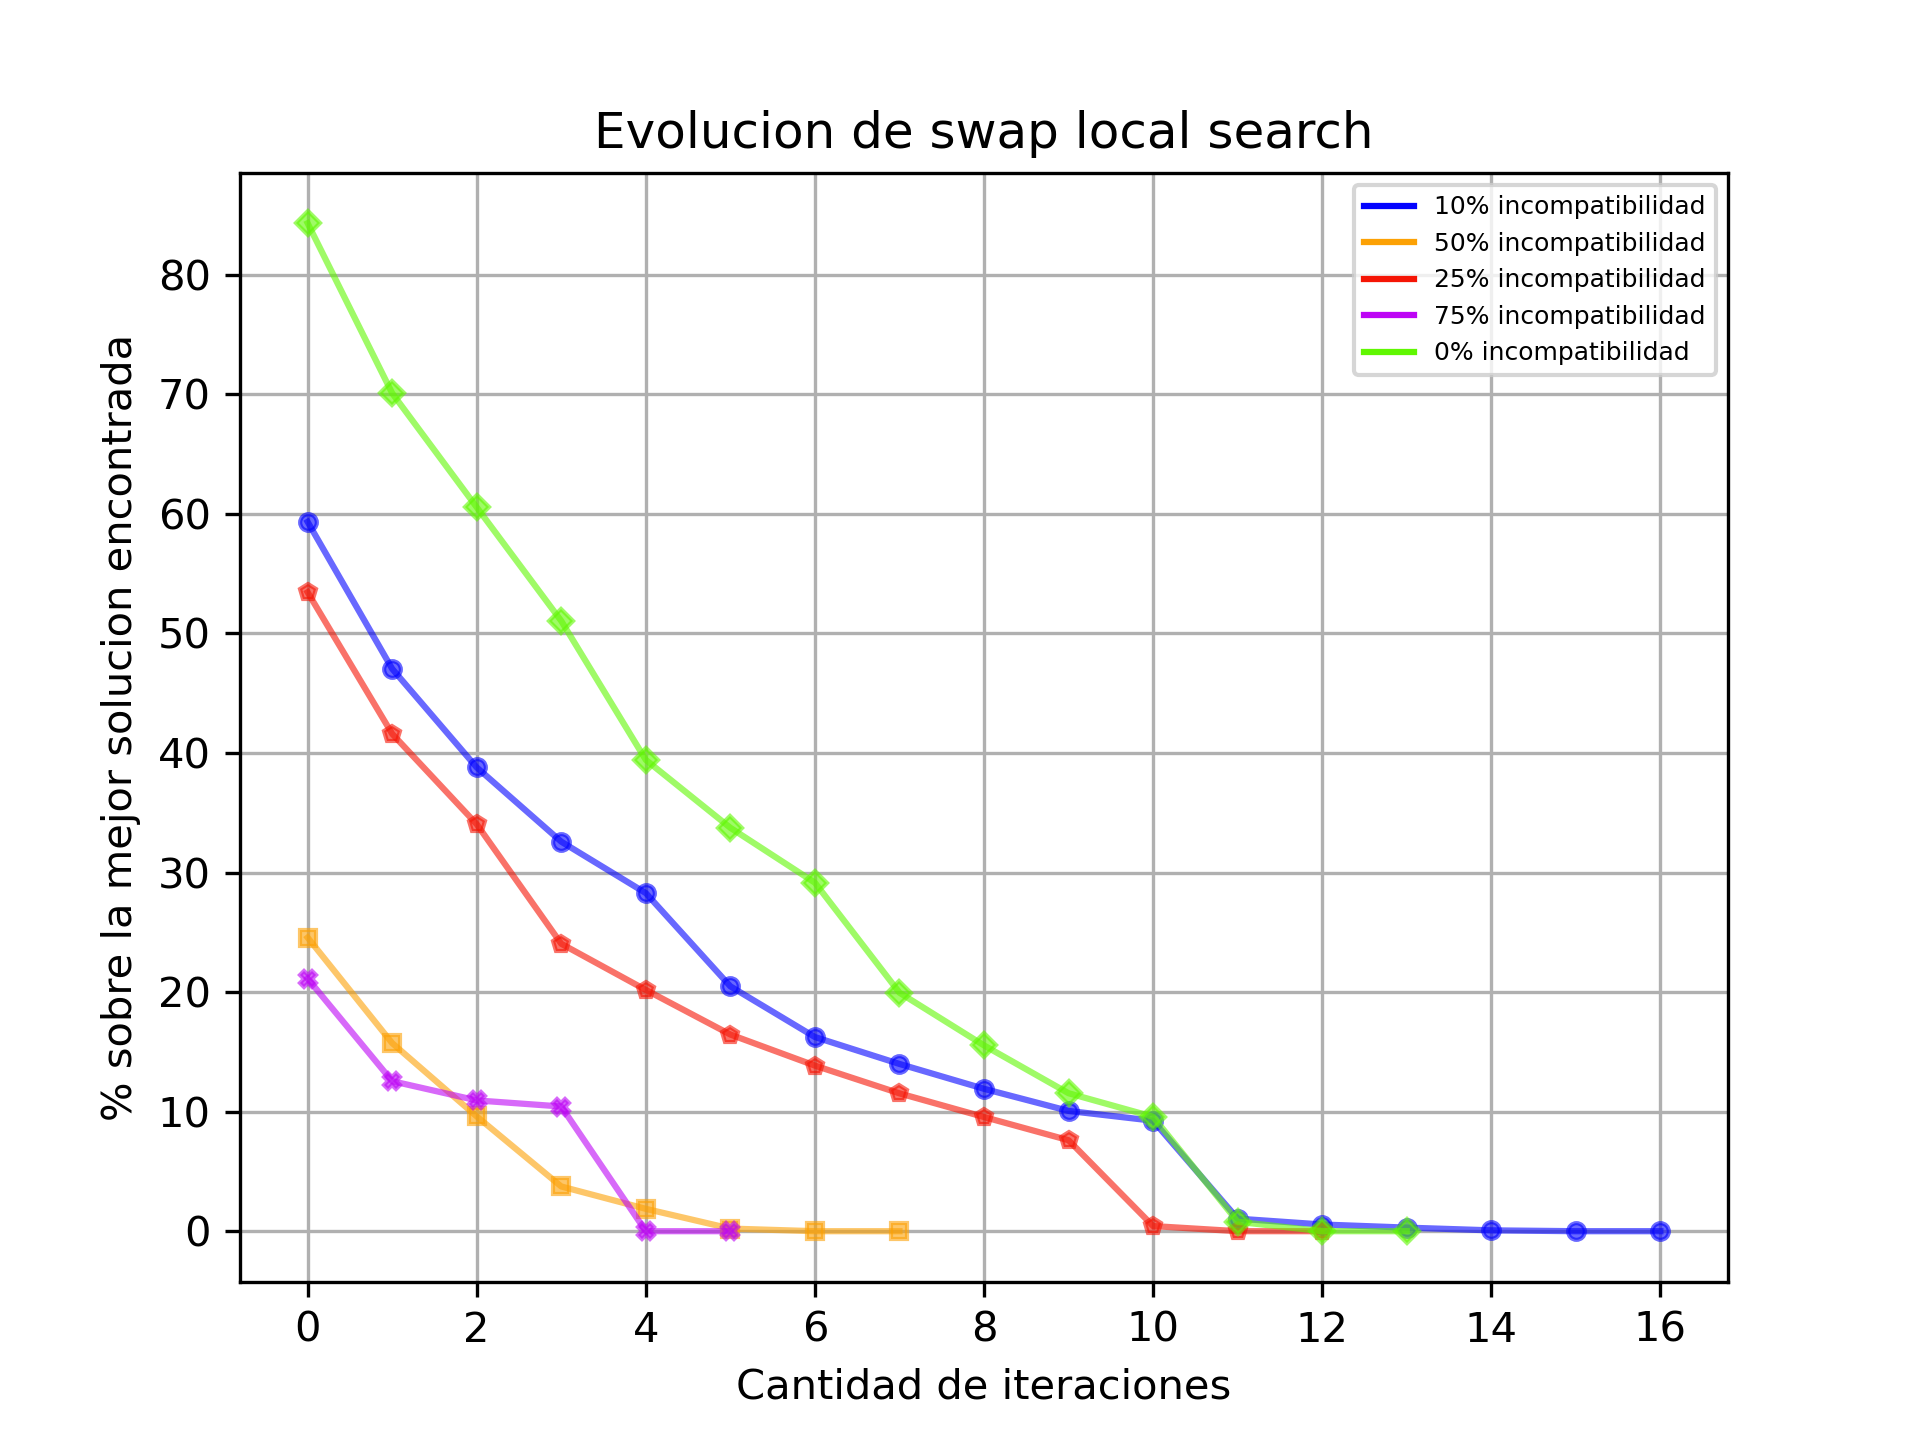 Evolucion de swap local search
10% incompatibilidad
50% incompatibilidad
25% incompatibilidad
75% incompatibilidad
0% incompatibilidad
% sobre la mejor solucion encontrada
80
70
60
50
40
30
20
10
0
0 2 4 6 8 10 12 14 16
Cantidad de iteraciones